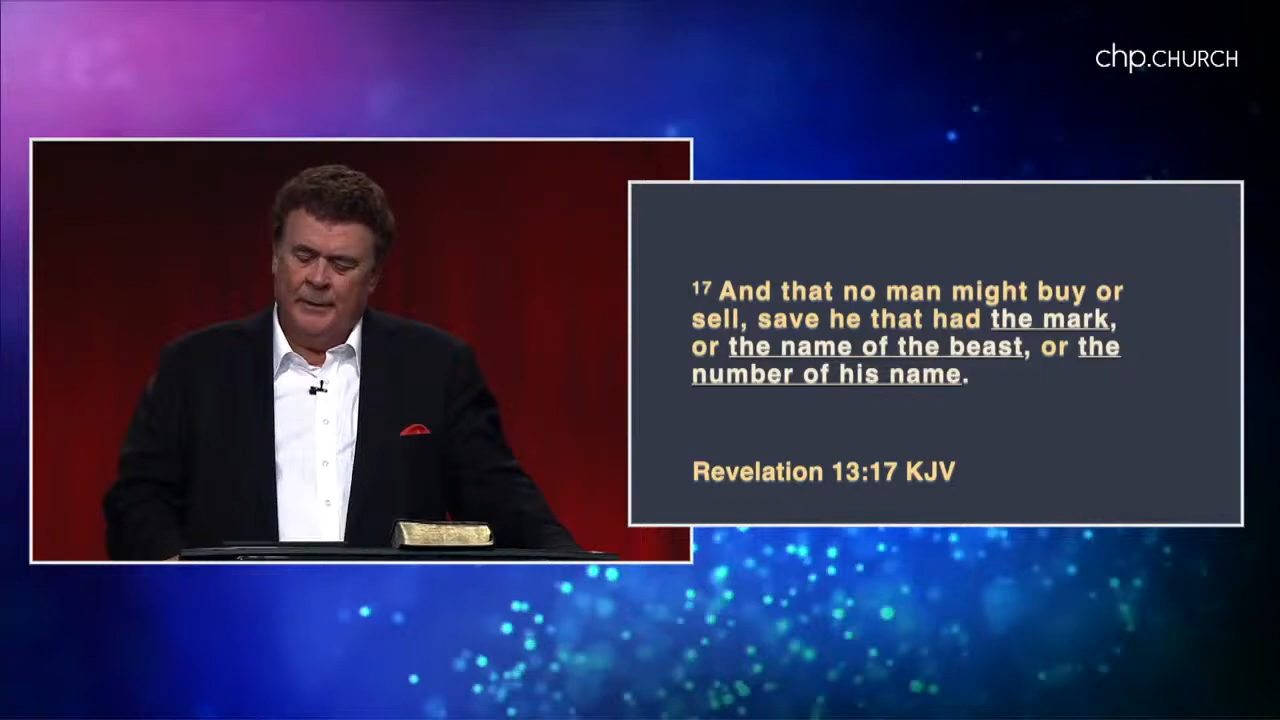 chp.CHURCH
17 And that no man might buy or
sell, save he that had the mark,
or the name of the beast, or the
number of his name.
Revelation 13:17 KJV